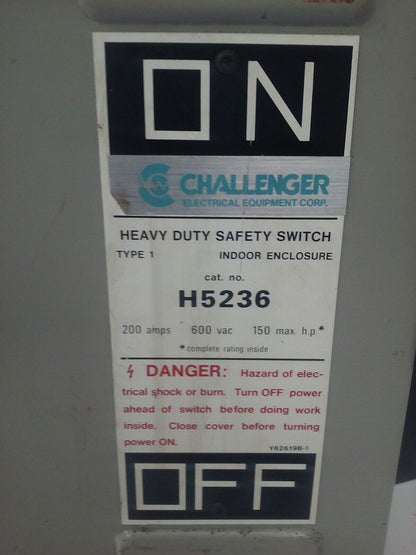 ON
CHALLENGER
ELECTRICAL EQUIPMENT CORP.
HEAVY DUTY SAFETY SWITCH
TYPE 1 INDOOR ENCLOSURE
cat. no.
H5236
200 amps 600 vac 150 max. h.p.*
*complete rating inside
DANGER: Hazard of elec-
trical shock or burn. Turn OFF power
ahead of switch before doing work
inside. Close cover before turning
power ON.
Y82619B-1
OFF